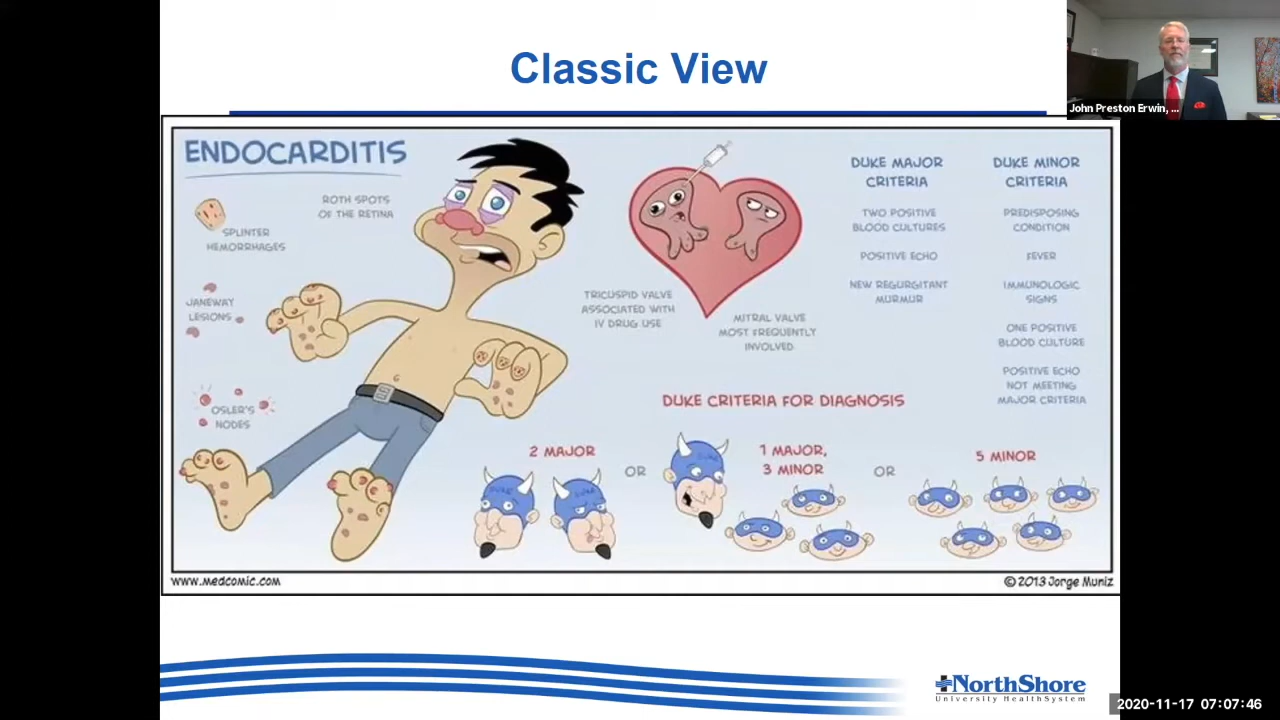 Classic View
John Preston Erwin, ...
ENDOCARDITIS
ROTH SPOTS
OF THE RETINA
SPLINTER
HEMORRHAGES
JANEWAY
LESIONS
OSLER'S
NODES
TRICUSPID VALVE
ASSOCIATED WITH
IV DRUG USE
MITRAL VALVE
MOST FREQUENTLY
INVOLVED
DUKE MAJOR
CRITERIA
TWO POSITIVE
BLOOD CULTURES
POSITIVE ECHO
NEW REGURGITANT
MURMUR
DUKE MINOR
CRITERIA
PREDISPOSING
CONDITION
FEVER
IMMUNOLOGIC
SIGNS
ONE POSITIVE
BLOOD CULTURE
POSITIVE ECHO
NOT MEETING
MAJOR CRITERIA
DUKE CRITERIA FOR DIAGNOSIS
2 MAJOR
OR
1 MAJOR,
3 MINOR
OR
5 MINOR
DUKE
DUKE
DUKE
www.medcomic.com
© 2013 Jorge Muniz
NorthShore
University HealthSystem
2020-11-17 07:07:46